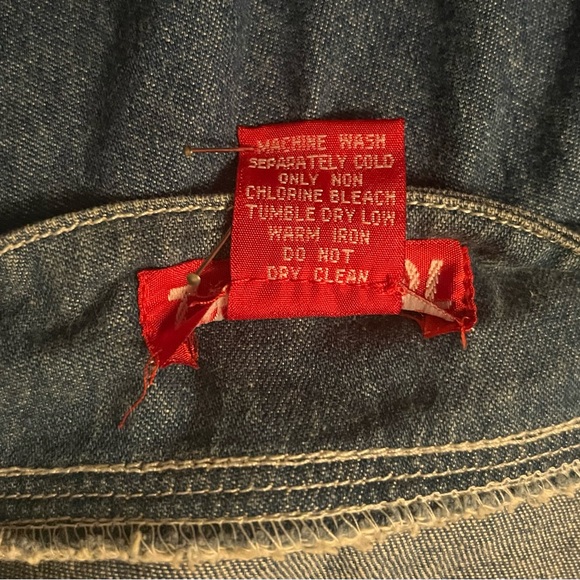 MACHINE WASH
SEPARATELY COLD
ONLY NON
CHLORINE BLEACH
TUMBLE DRY LOW
WARM IRON
DO NOT
DRY CLEAN